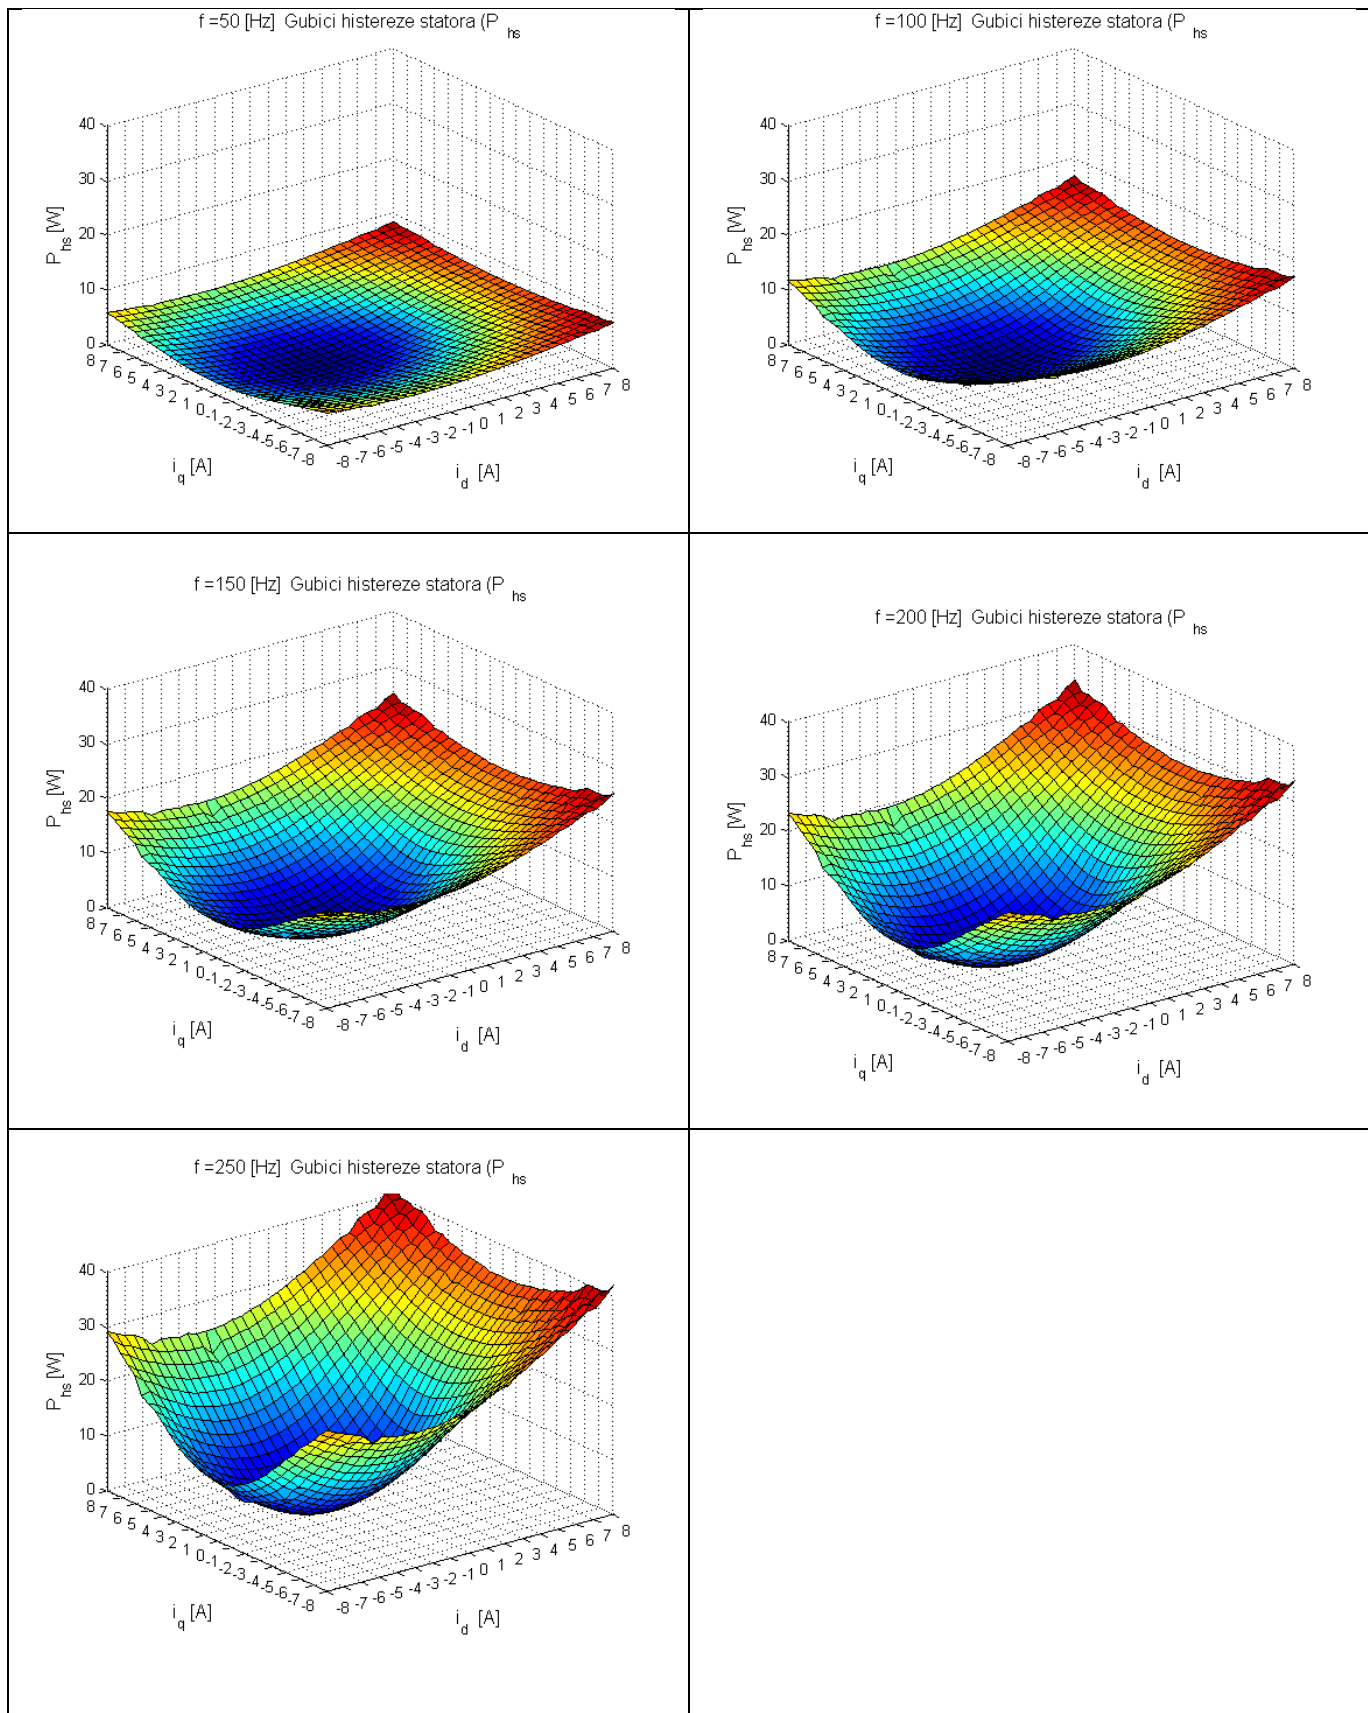 f =50 [Hz]  Gubici histereze statora (P hs
40
30
20
10
0
P hs [W]
8 7 6 5 4 3 2 1 0 -1 -2 -3 -4 -5 -6 -7 -8
i q [A]
-8 -7 -6 -5 -4 -3 -2 -1 0 1 2 3 4 5 6 7 8
i d [A]
f =100 [Hz]  Gubici histereze statora (P hs
40
30
20
10
0
P hs [W]
8 7 6 5 4 3 2 1 0 -1 -2 -3 -4 -5 -6 -7 -8
i q [A]
-8 -7 -6 -5 -4 -3 -2 -1 0 1 2 3 4 5 6 7 8
i d [A]
f =150 [Hz]  Gubici histereze statora (P hs
40
30
20
10
0
P hs [W]
8 7 6 5 4 3 2 1 0 -1 -2 -3 -4 -5 -6 -7 -8
i q [A]
-8 -7 -6 -5 -4 -3 -2 -1 0 1 2 3 4 5 6 7 8
i d [A]
f =200 [Hz]  Gubici histereze statora (P hs
40
30
20
10
0
P hs [W]
8 7 6 5 4 3 2 1 0 -1 -2 -3 -4 -5 -6 -7 -8
i q [A]
-8 -7 -6 -5 -4 -3 -2 -1 0 1 2 3 4 5 6 7 8
i d [A]
f =250 [Hz]  Gubici histereze statora (P hs
40
30
20
10
0
P hs [W]
8 7 6 5 4 3 2 1 0 -1 -2 -3 -4 -5 -6 -7 -8
i q [A]
-8 -7 -6 -5 -4 -3 -2 -1 0 1 2 3 4 5 6 7 8
i d [A]